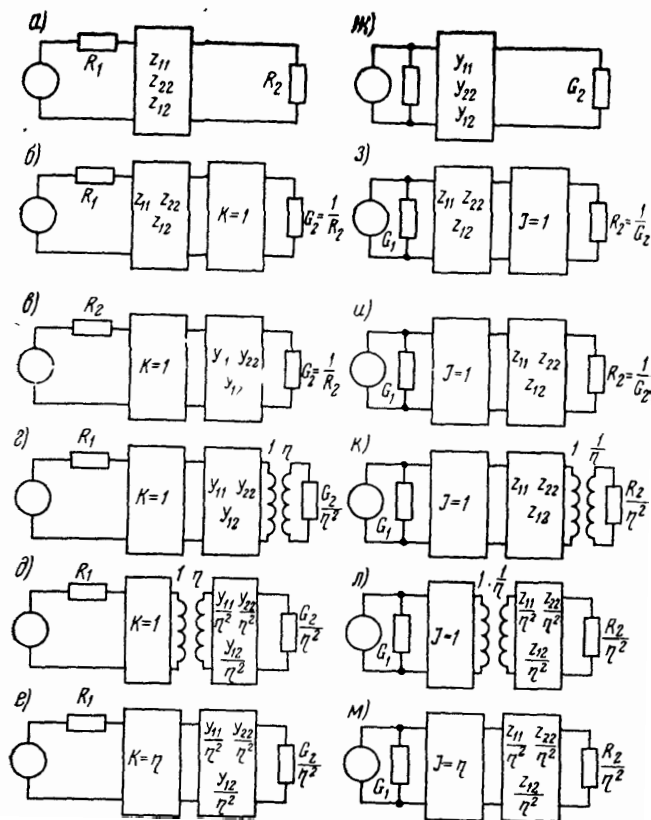 а)
R₁
Z₁₁
Z₂₂
Z₁₂
R₂
ж)
y₁₁
y₂₂
y₁₂
G₂
б)
R₁
Z₁₁ Z₂₂
Z₁₂
K=1
G₂=1/R₂
з)
G₁
Z₁₁ Z₂₂
Z₁₂
J=1
R₂=1/G₂
в)
R₂
K=1
y₁ y₂₂
y₁₂
G₂=1/R₂
и)
G₁
J=1
Z₁₁ Z₂₂
Z₁₂
R₂=1/G₂
г)
R₁
K=1
y₁₁ y₂₂
y₁₂
1 η
G₂/η²
к)
G₁
J=1
Z₁₁ Z₂₂
Z₁₂
1 1/η
R₂/η²
д)
R₁
K=1
1 η
y₁₁/η² y₂₂/η²
y₁₂/η²
G₂/η²
л)
G₁
J=1
1 · 1/η
Z₁₁/η² Z₂₂/η²
Z₁₂/η²
R₂/η²
е)
R₁
K=η
y₁₁/η² y₂₂/η²
y₁₂/η²
G₂/η²
м)
G₁
J=η
Z₁₁/η² Z₂₂/η²
Z₁₂/η²
R₂/η²